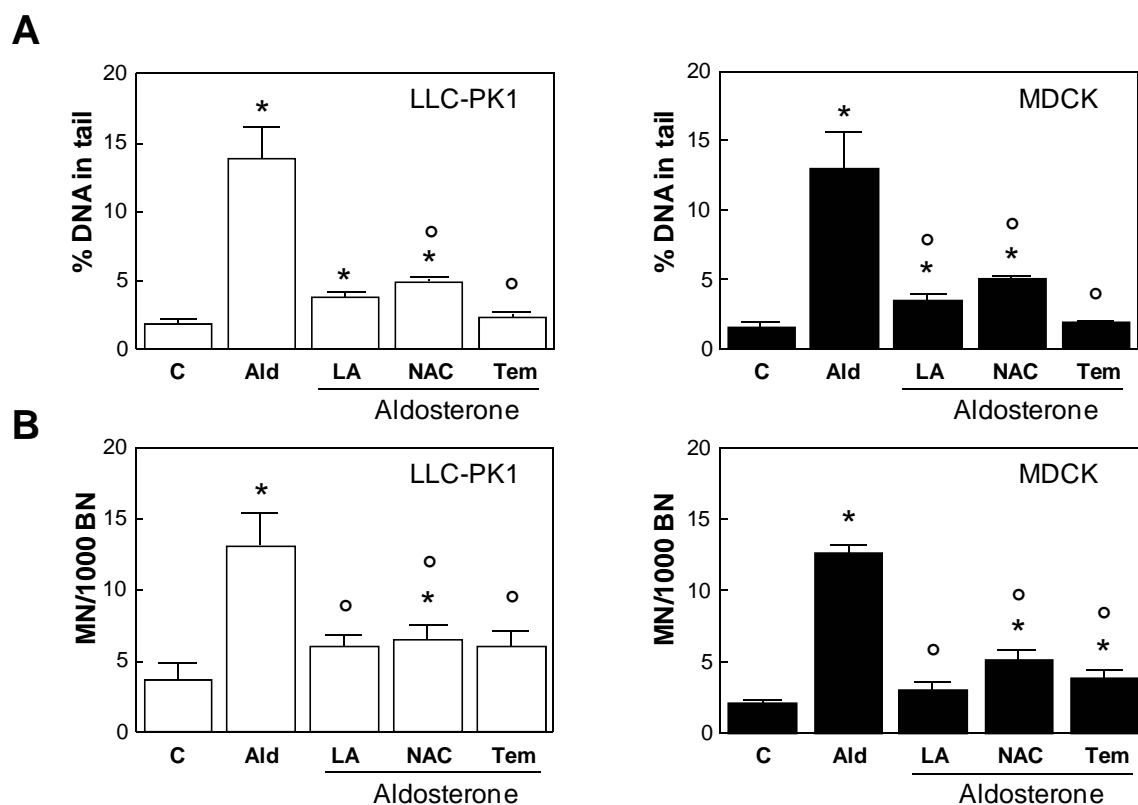 A
LLC-PK1
% DNA in tail
20
15
10
5
0
*
*
°
*
°
C Ald LA NAC Tem
Aldosterone
MDCK
% DNA in tail
20
15
10
5
0
*
°
*
°
*
°
C Ald LA NAC Tem
Aldosterone
B
LLC-PK1
MN/1000 BN
20
15
10
5
0
*
°
°
*
°
C Ald LA NAC Tem
Aldosterone
MDCK
MN/1000 BN
20
15
10
5
0
*
°
°
*
°
*
C Ald LA NAC Tem
Aldosterone